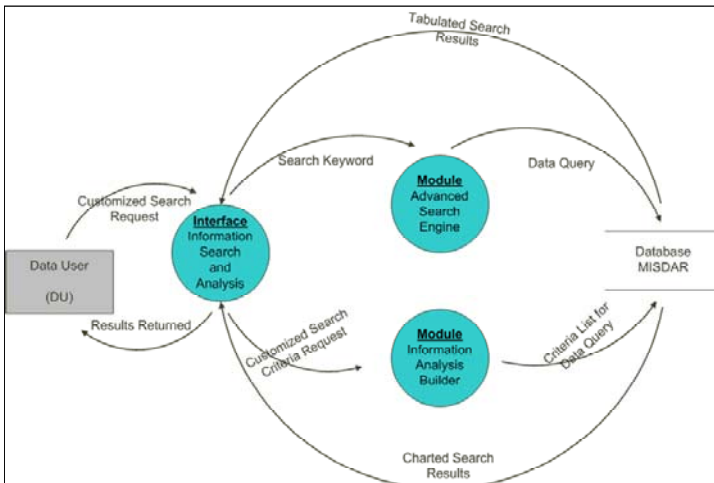 Tabulated Search
Results
Search Keyword
Data Query
Customized Search
Request
Module
Advanced
Search
Engine
Interface
Information
Search
and
Analysis
Data User
(DU)
Database
MISDAR
Results Returned
Customized Search
Criteria Request
Module
Information
Analysis
Builder
Criteria List for
Data Query
Charted Search
Results